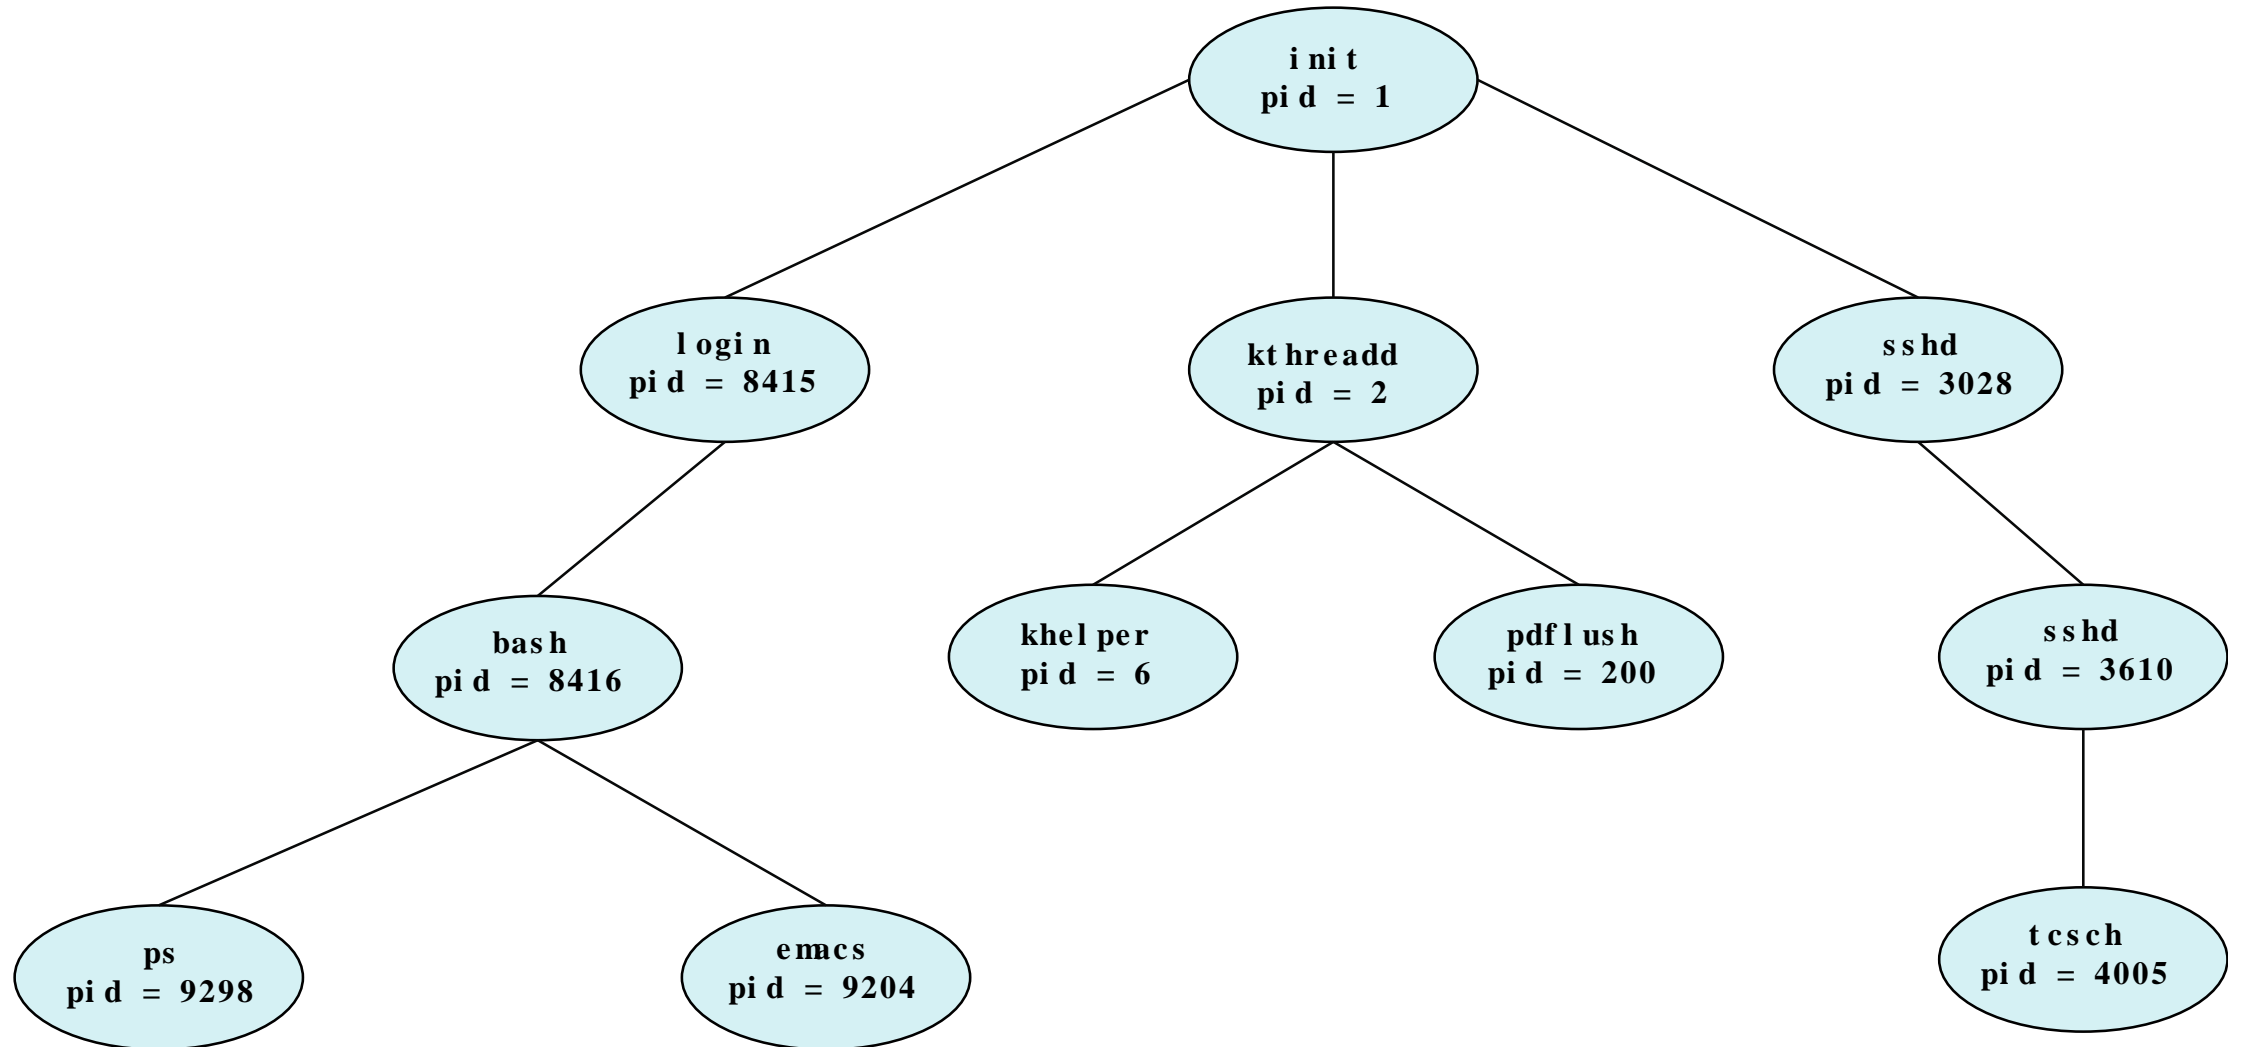 init
pid = 1
login
pid = 8415
kthreadd
pid = 2
sshd
pid = 3028
bash
pid = 8416
khelper
pid = 6
pdflush
pid = 200
sshd
pid = 3610
ps
pid = 9298
emacs
pid = 9204
tcsch
pid = 4005